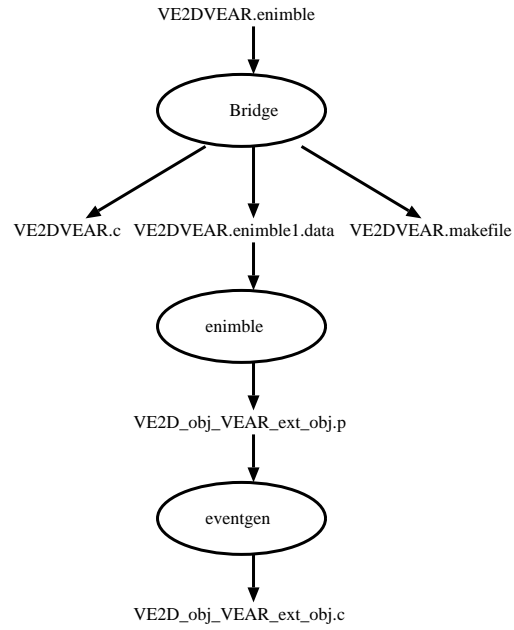 VE2DVEAR.enimble
Bridge
VE2DVEAR.c VE2DVEAR.enimble1.data VE2DVEAR.makefile
enimble
VE2D_obj_VEAR_ext_obj.p
eventgen
VE2D_obj_VEAR_ext_obj.c